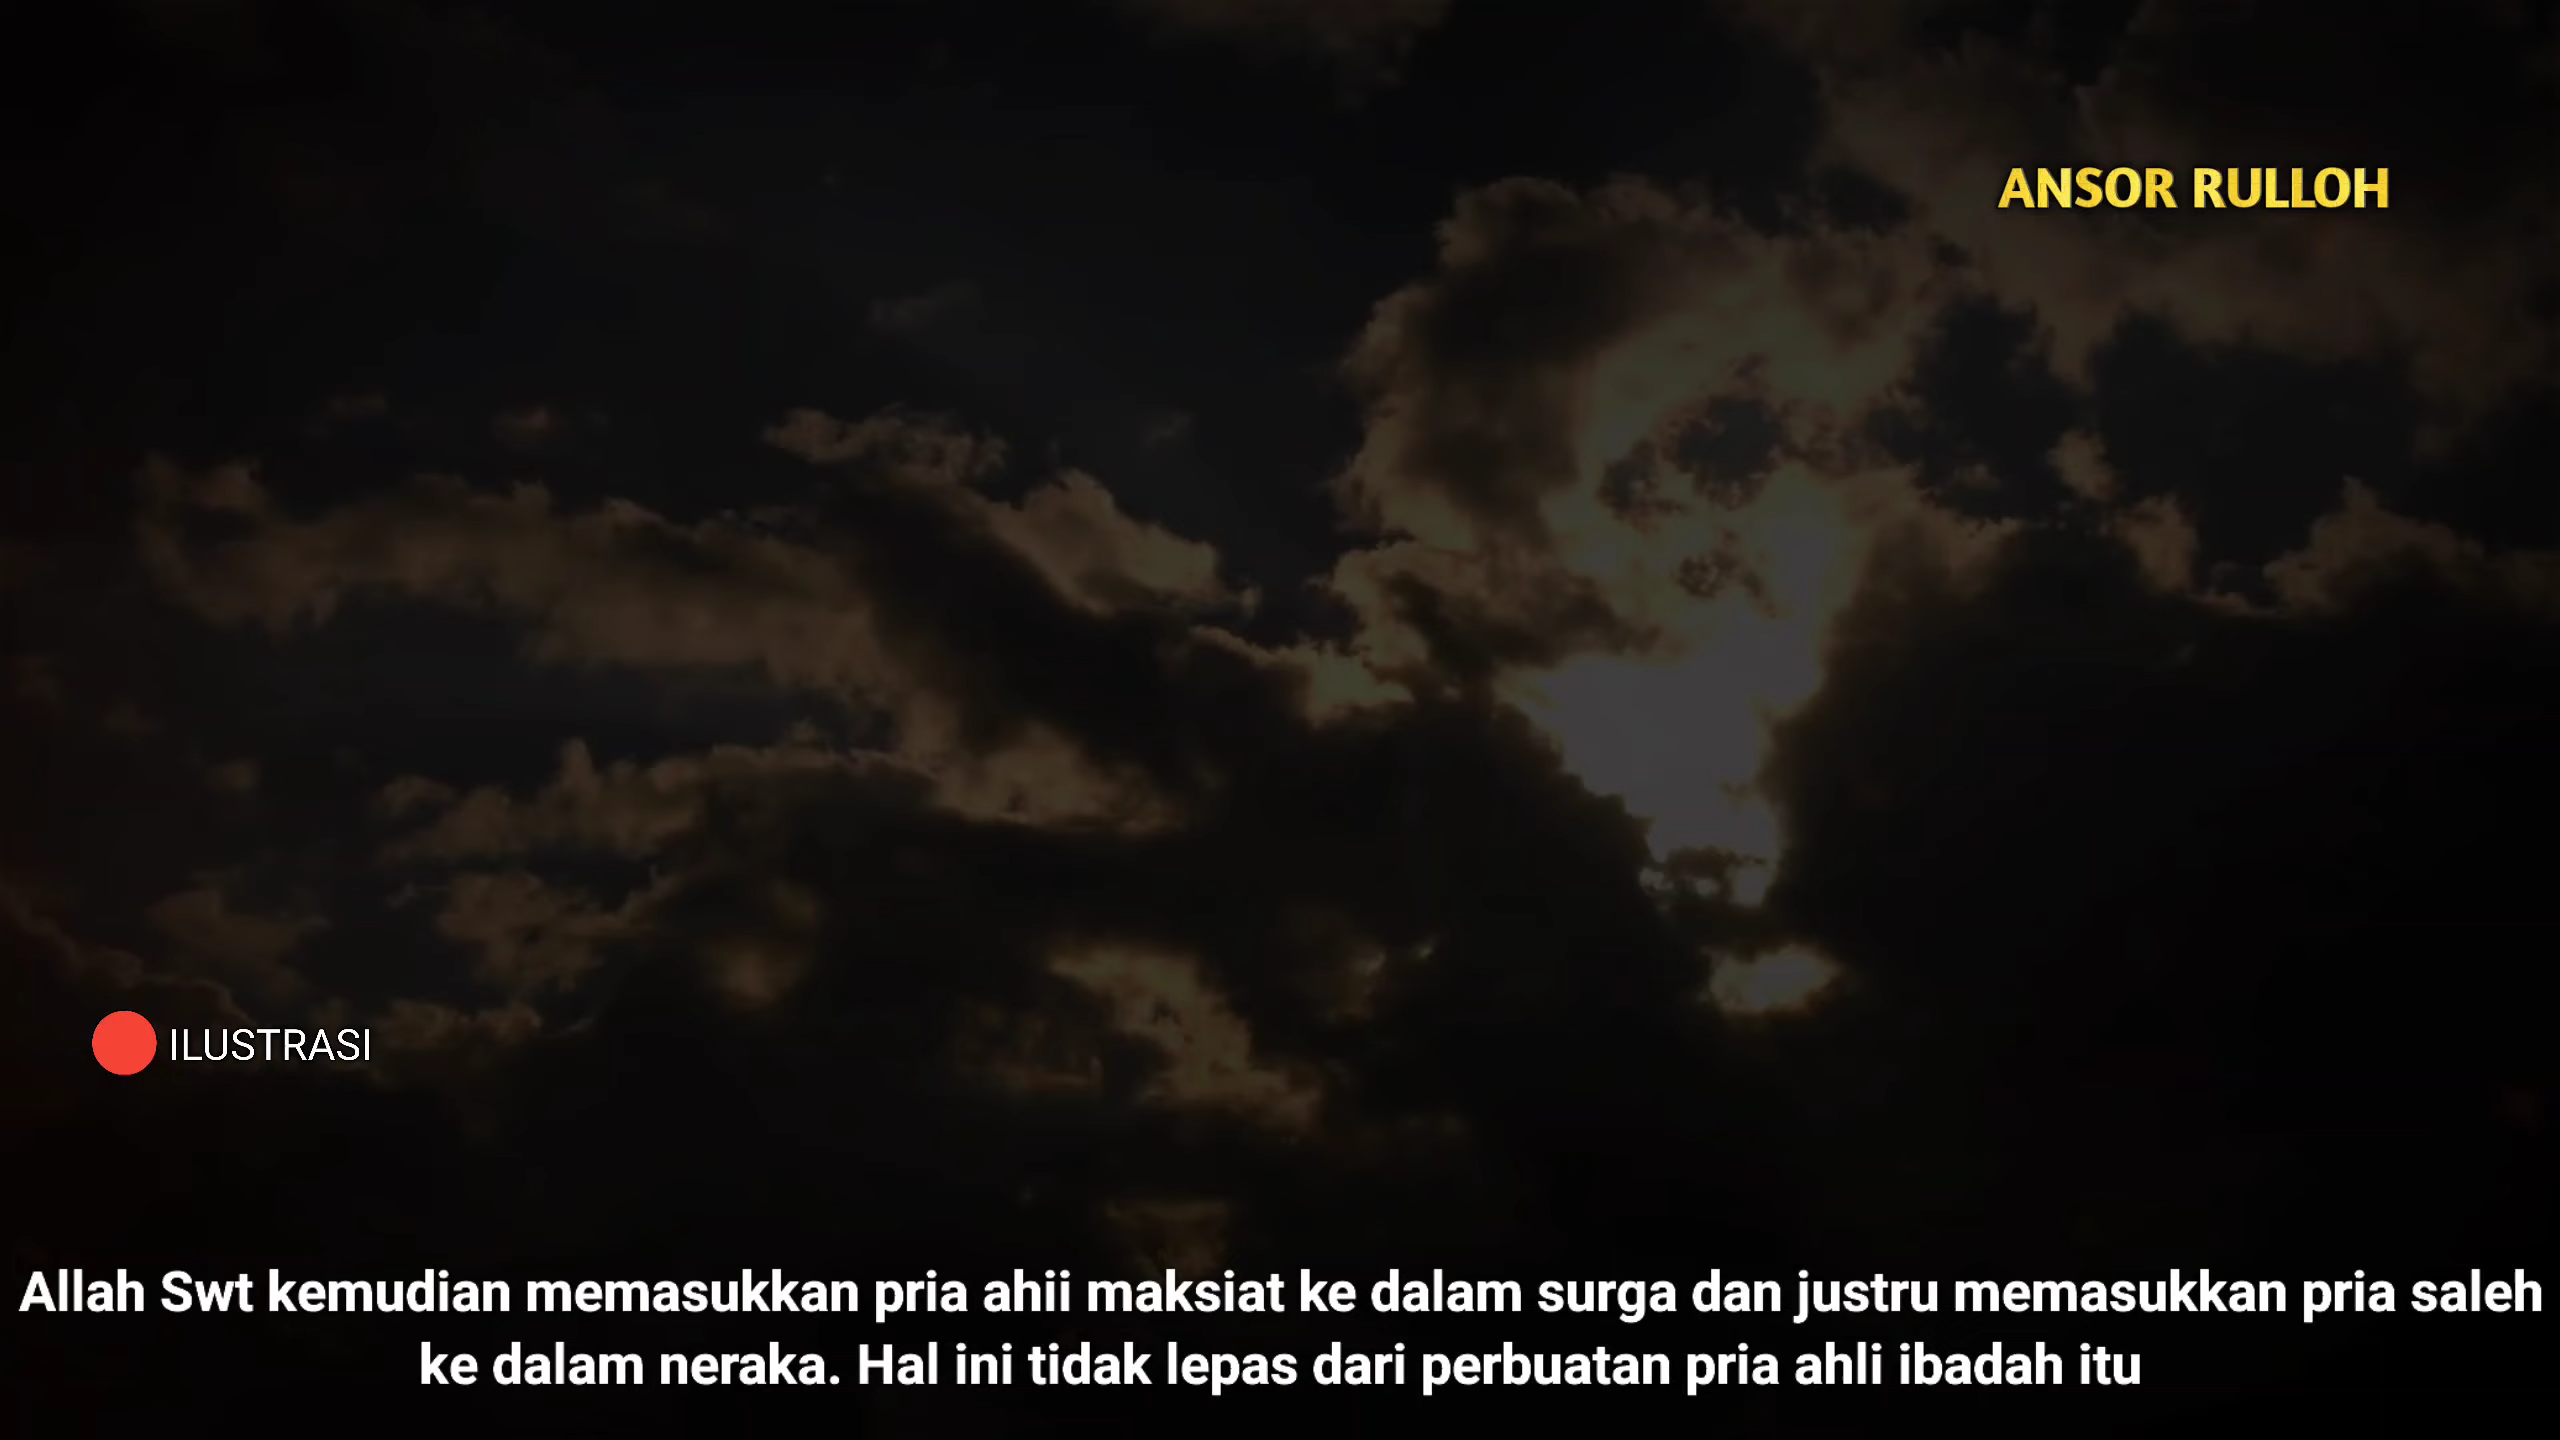 ANSOR RULLOH
ILUSTRASI
Allah Swt kemudian memasukkan pria ahii maksiat ke dalam surga dan justru memasukkan pria saleh
ke dalam neraka. Hal ini tidak lepas dari perbuatan pria ahli ibadah itu